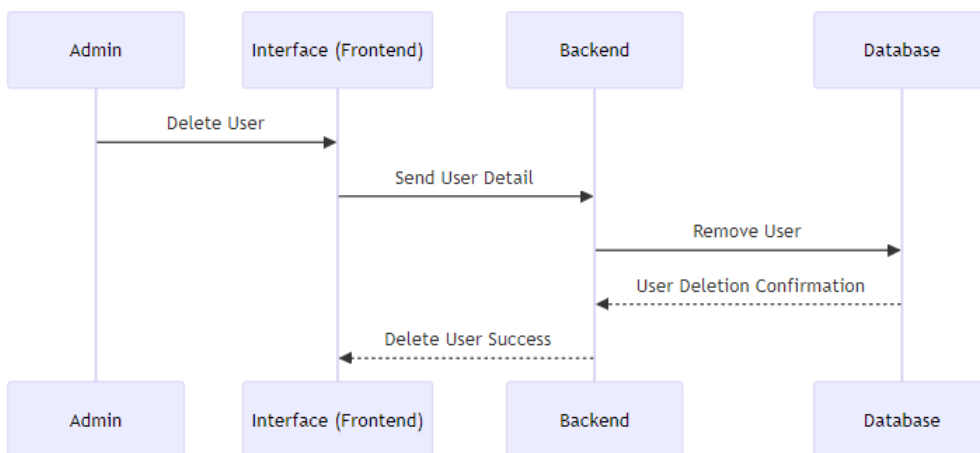 Admin
Interface (Frontend)
Backend
Database
Delete User
Send User Detail
Remove User
User Deletion Confirmation
Delete User Success
Admin
Interface (Frontend)
Backend
Database